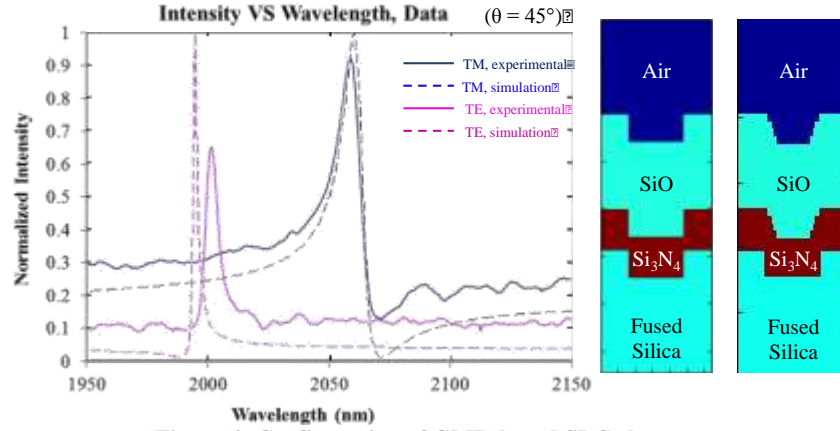 Intensity VS Wavelength, Data (θ = 45°)
1
0.9
0.8
0.7
0.6
0.5
0.4
0.3
0.2
0.1
0
Normalized Intensity
TM, experimental
TM, simulation
TE, experimental
TE, simulation
1950 2000 2050 2100 2150
Wavelength (nm)
Air
SiO
Si₃N₄
Fused
Silica
Air
SiO
Si₃N₄
Fused
Silica